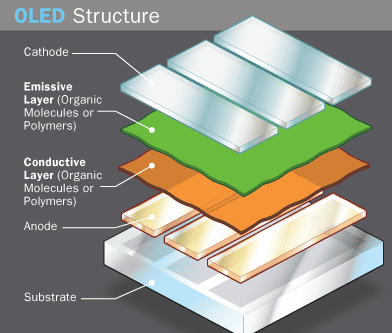 OLED Structure
Cathode
Emissive
Layer (Organic
Molecules or
Polymers)
Conductive
Layer (Organic
Molecules or
Polymers)
Anode
Substrate